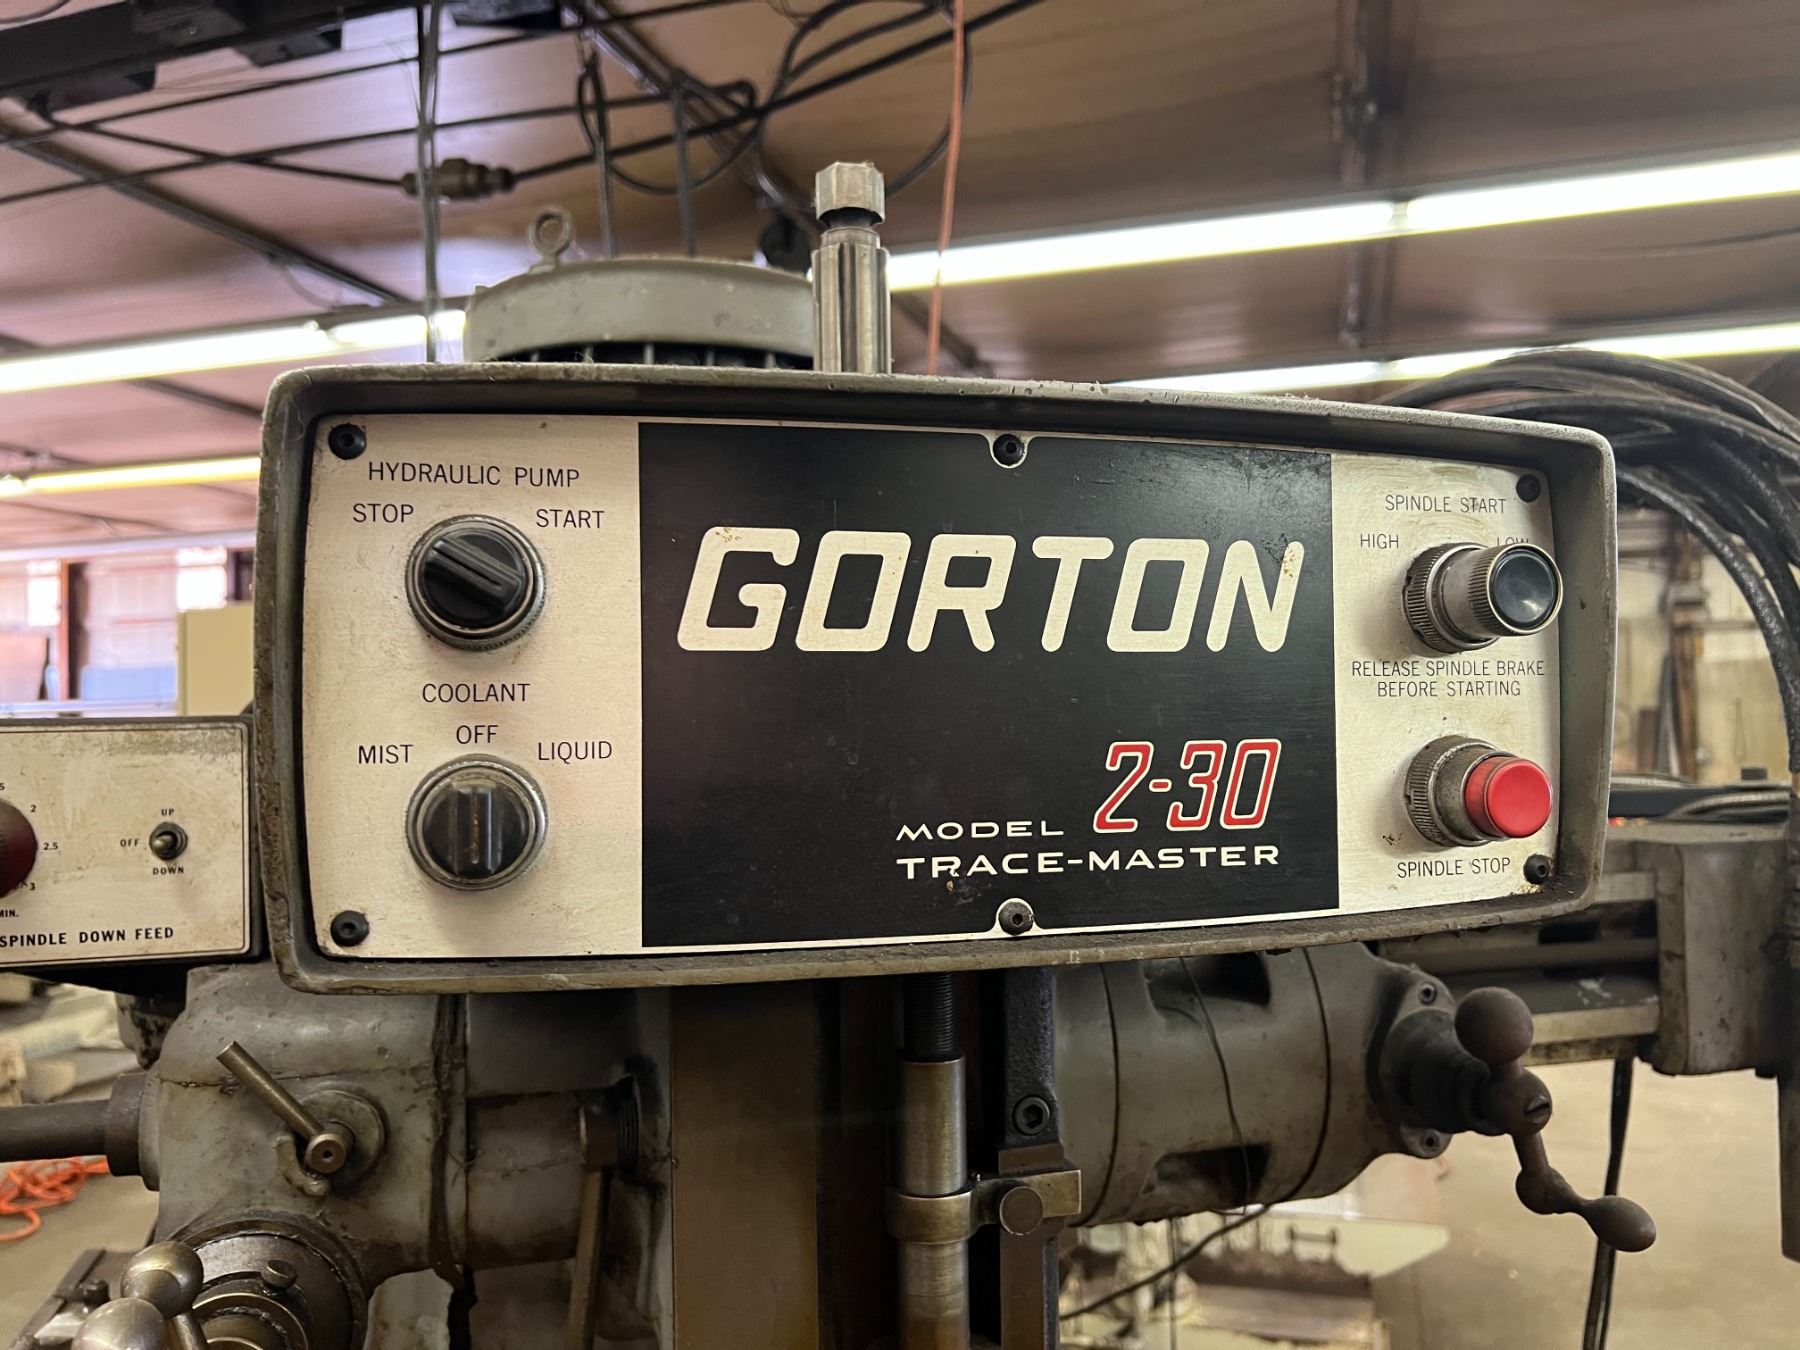 HYDRAULIC PUMP
STOP START
COOLANT
OFF
MIST LIQUID
GORTON
MODEL 2-30
TRACE-MASTER
SPINDLE START
HIGH LOW
RELEASE SPINDLE BRAKE
BEFORE STARTING
SPINDLE STOP
2
2.5
3
MIN.
UP
OFF
DOWN
SPINDLE DOWN FEED